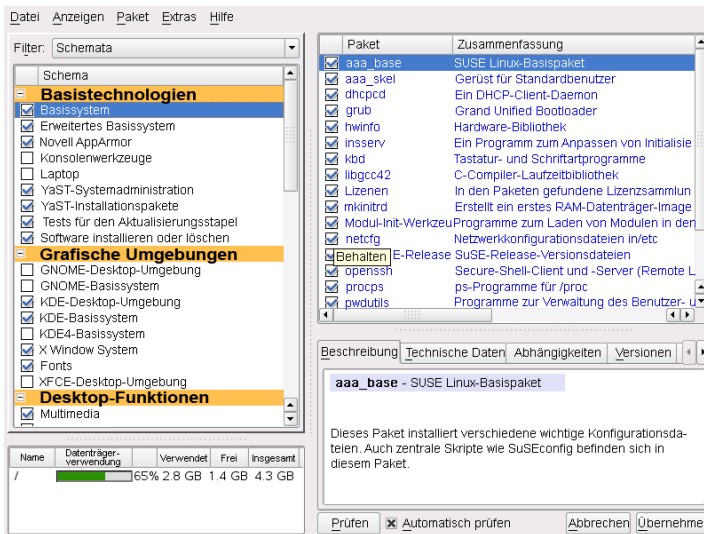 Datei Anzeigen Paket Extras Hilfe
Filter: Schemata
Schema
Basistechnologien
Basissystem
Erweitertes Basissystem
Novell AppArmor
Konsolenwerkzeuge
Laptop
YaST-Systemadministration
YaST-Installationspakete
Tests für den Aktualisierungsstapel
Software installieren oder löschen
Grafische Umgebungen
GNOME-Desktop-Umgebung
GNOME-Basissystem
KDE-Desktop-Umgebung
KDE-Basissystem
KDE4-Basissystem
X Window System
Fonts
XFCE-Desktop-Umgebung
Desktop-Funktionen
Multimedia
Name Datenträger-verwendung Verwendet Frei Insgesamt
/ 65% 2.8 GB 1.4 GB 4.3 GB
Paket Zusammenfassung
aaa_base SUSE Linux-Basispaket
aaa_skel Gerüst für Standardbenutzer
dhcpcd Ein DHCP-Client-Daemon
grub Grand Unified Bootloader
hwinfo Hardware-Bibliothek
insserv Ein Programm zum Anpassen von Initialisie
kbd Tastatur- und Schriftartprogramme
libgcc42 C-Compiler-Laufzeitbibliothek
Lizenen In den Paketen gefundene Lizenzsammlun
mkinitrd Erstellt ein erstes RAM-Datenträger-Image
Modul-Init-Werkzeu Programme zum Laden von Modulen in den
netcfg Netzwerkkonfigurationsdateien in/etc
Behalten E-Release SuSE-Release-Versionsdateien
openssh Secure-Shell-Client und -Server (Remote L
procps ps-Programme für /proc
pwdutils Programme zur Verwaltung des Benutzer- u
Beschreibung Technische Daten Abhängigkeiten Versionen
aaa_base - SUSE Linux-Basispaket
Dieses Paket installiert verschiedene wichtige Konfigurationsda-
teien. Auch zentrale Skripte wie SuSEconfig befinden sich in
diesem Paket.
Prüfen Automatisch prüfen Abbrechen Übernehme